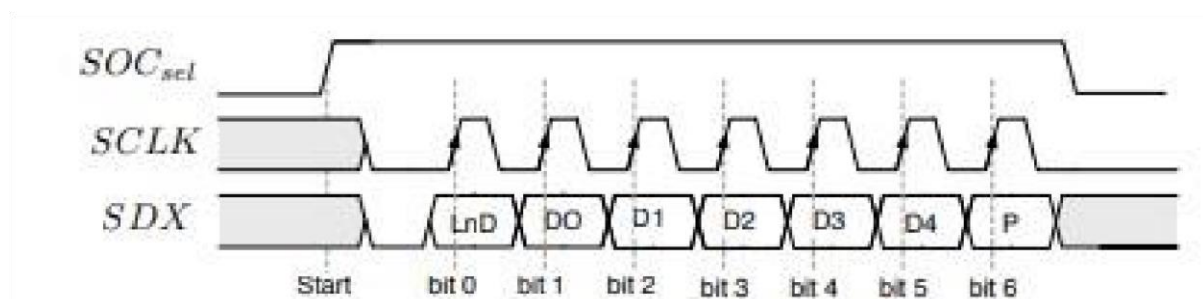 SOCsel
SCLK
SDX
LnD DO D1 D2 D3 D4 P
Start bit 0 bit 1 bit 2 bit 3 bit 4 bit 5 bit 6